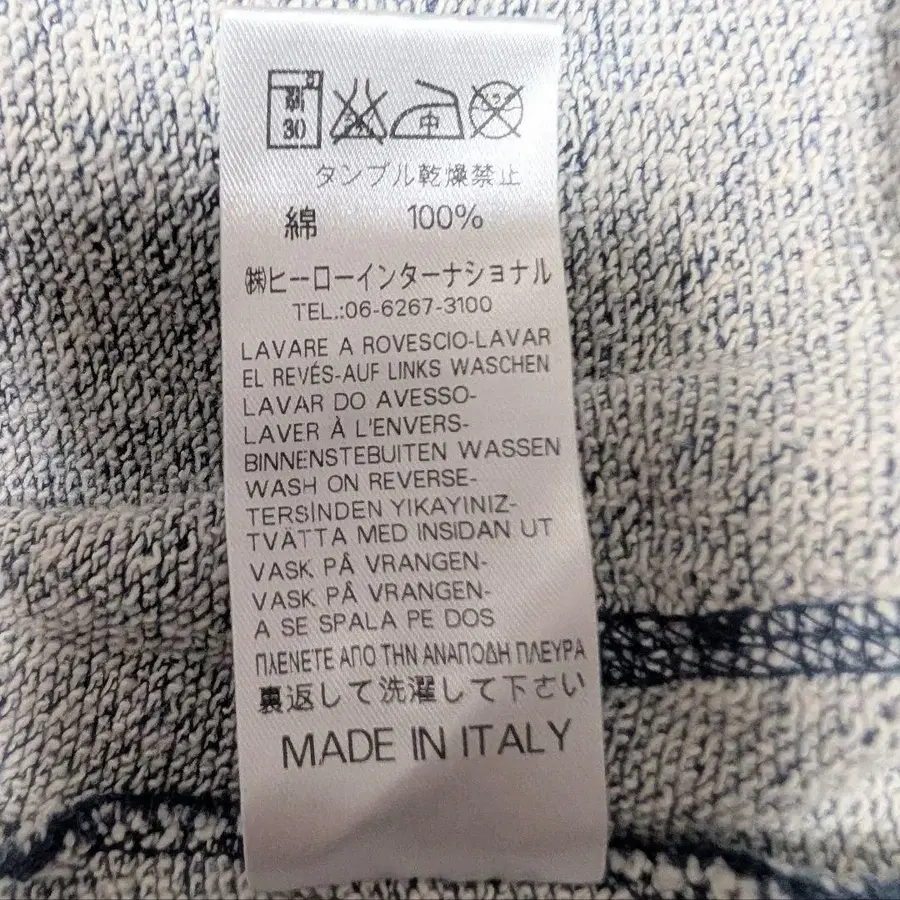 30
中
タンブル乾燥禁止
綿 100%
㈱ヒーローインターナショナル
TEL.:06-6267-3100
LAVARE A ROVESCIO-LAVAR
EL REVÉS-AUF LINKS WASCHEN
LAVAR DO AVESSO-
LAVER À L'ENVERS-
BINNENSTEBUITEN WASSEN
WASH ON REVERSE-
TERSİNDEN YIKAYINIZ-
TVÄTTA MED INSIDAN UT
VASK PÅ VRANGEN-
VASK PÅ VRANGEN-
A SE SPALA PE DOS
ΠΛΕΝΕΤΕ ΑΠΟ ΤΗΝ ΑΝΑΠΟΔΗ ΠΛΕΥΡΑ
裏返して洗濯して下さい
MADE IN ITALY